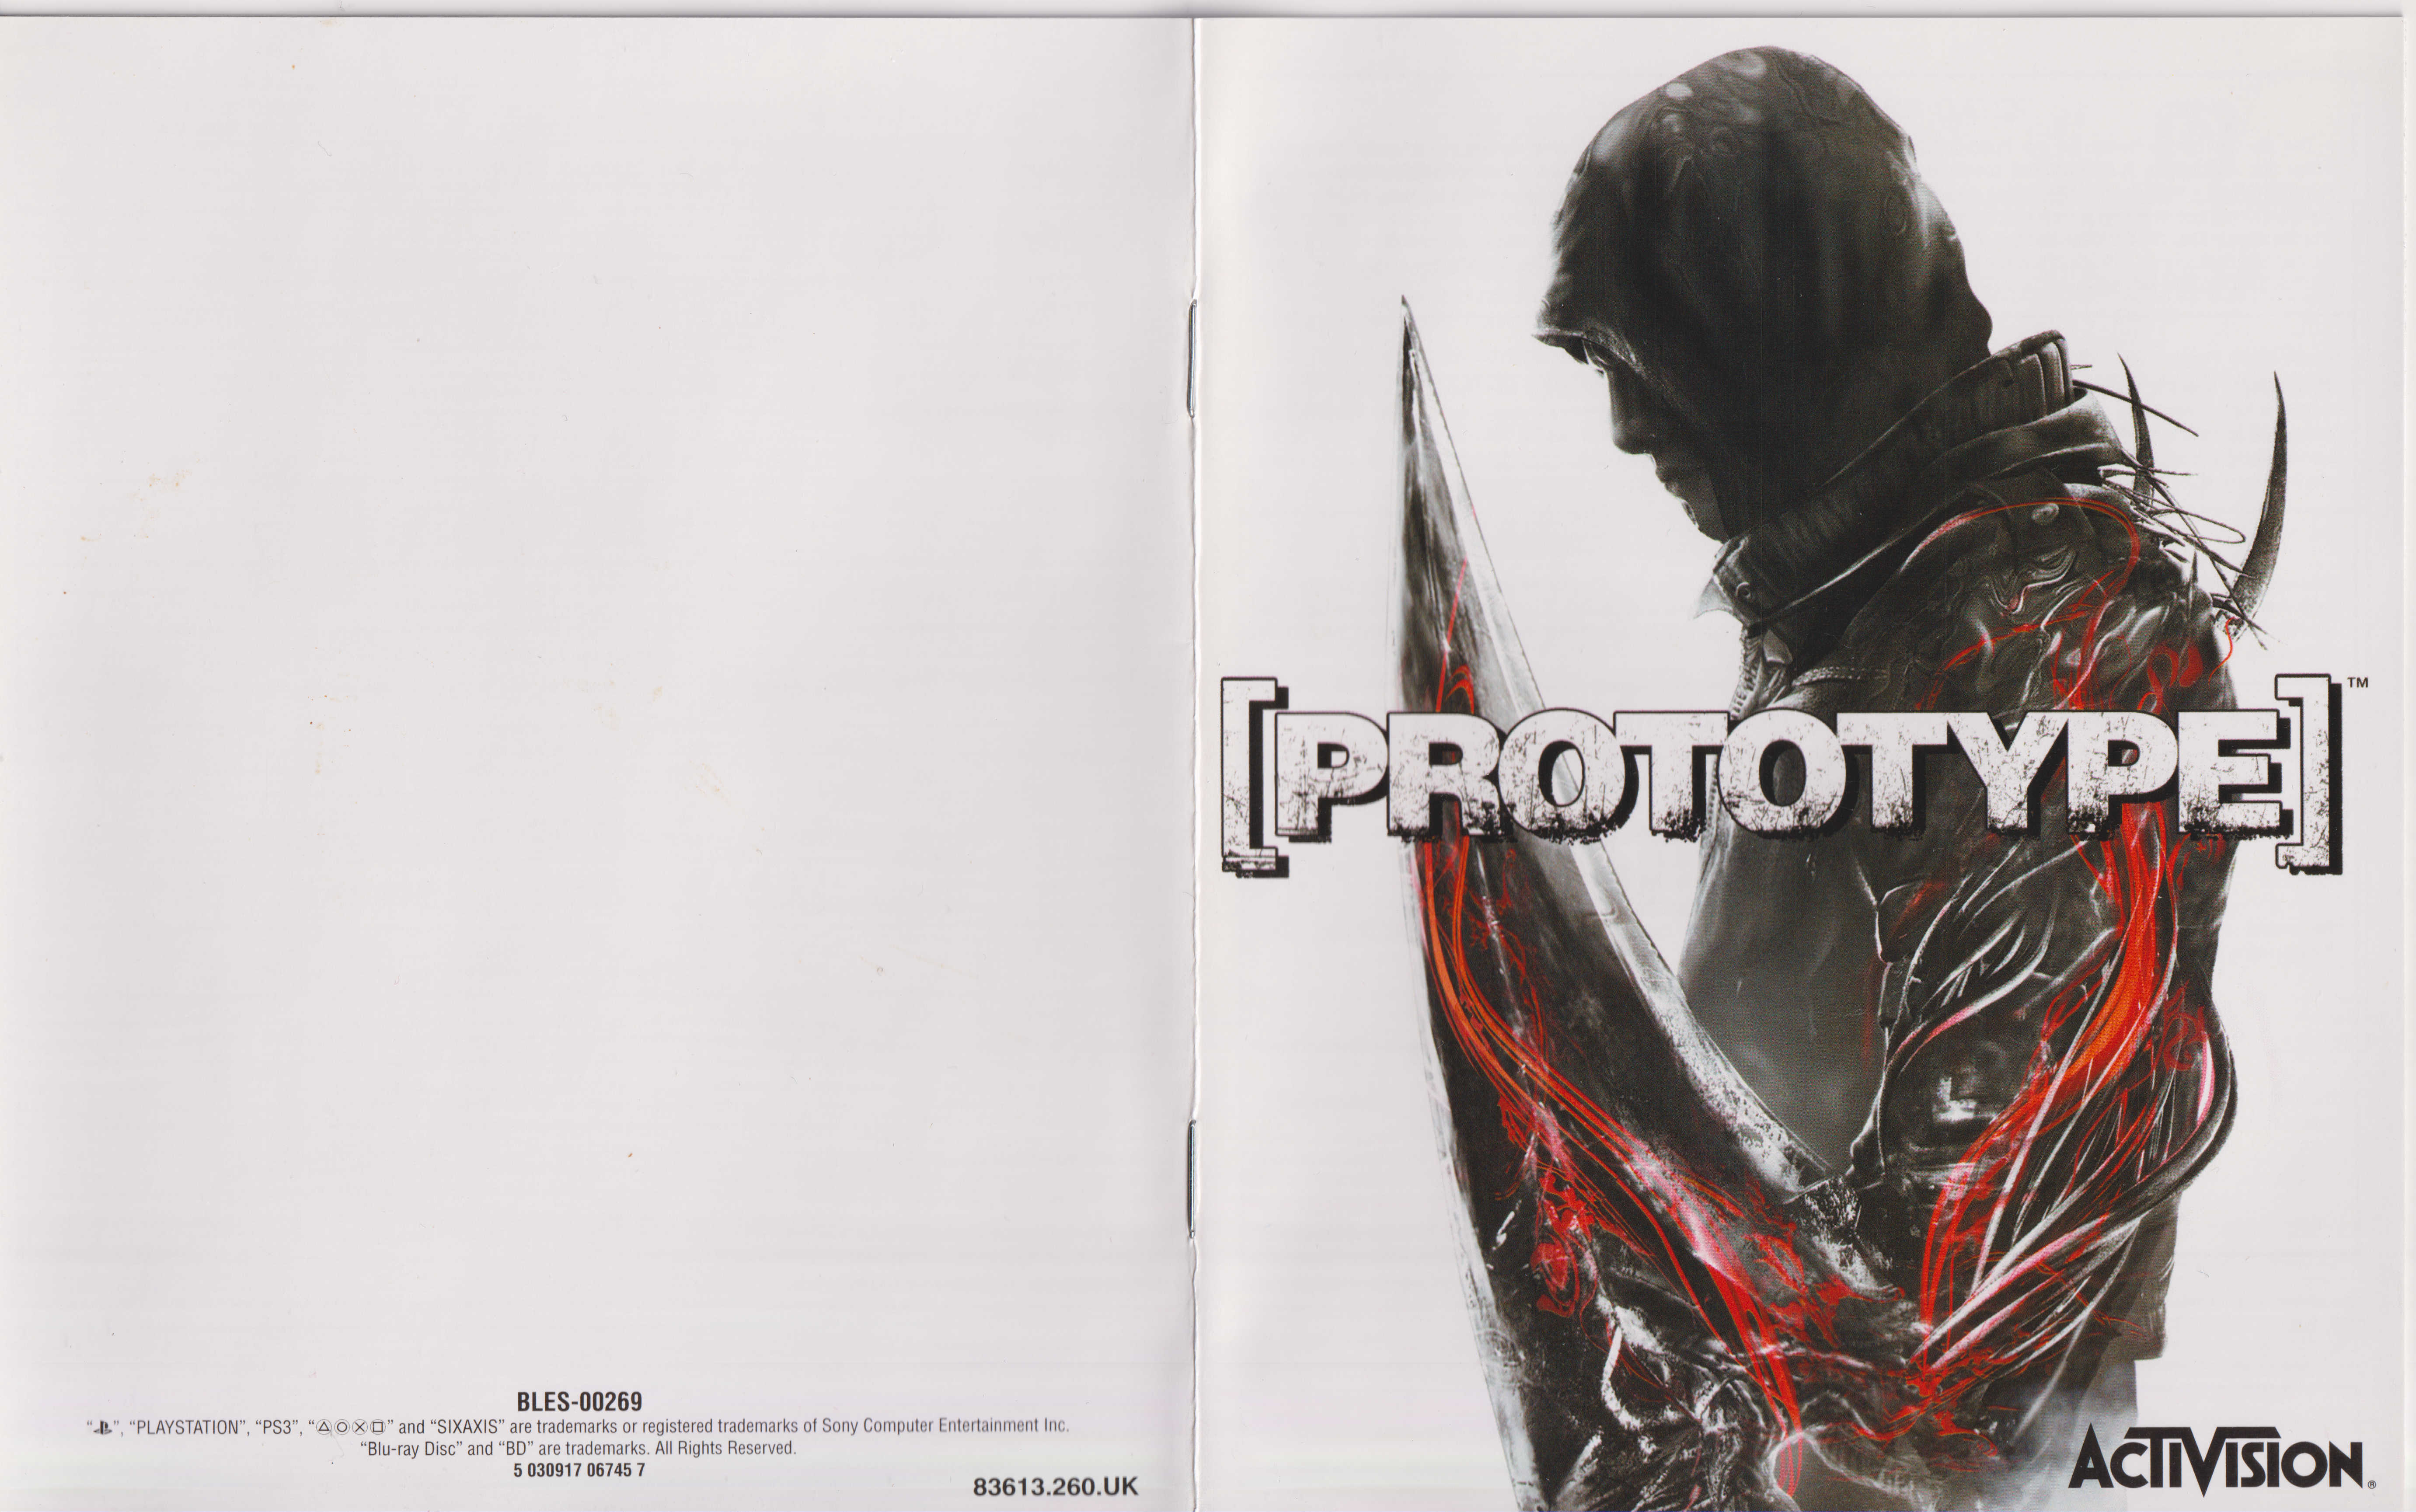 BLES-00269
“ ”, “PLAYSTATION”, “PS3”, “△○×□” and “SIXAXIS” are trademarks or registered trademarks of Sony Computer Entertainment Inc.
“Blu-ray Disc” and “BD” are trademarks. All Rights Reserved.
5 030917 06745 7
83613.260.UK
[PROTOTYPE]™
ACTIVISION®